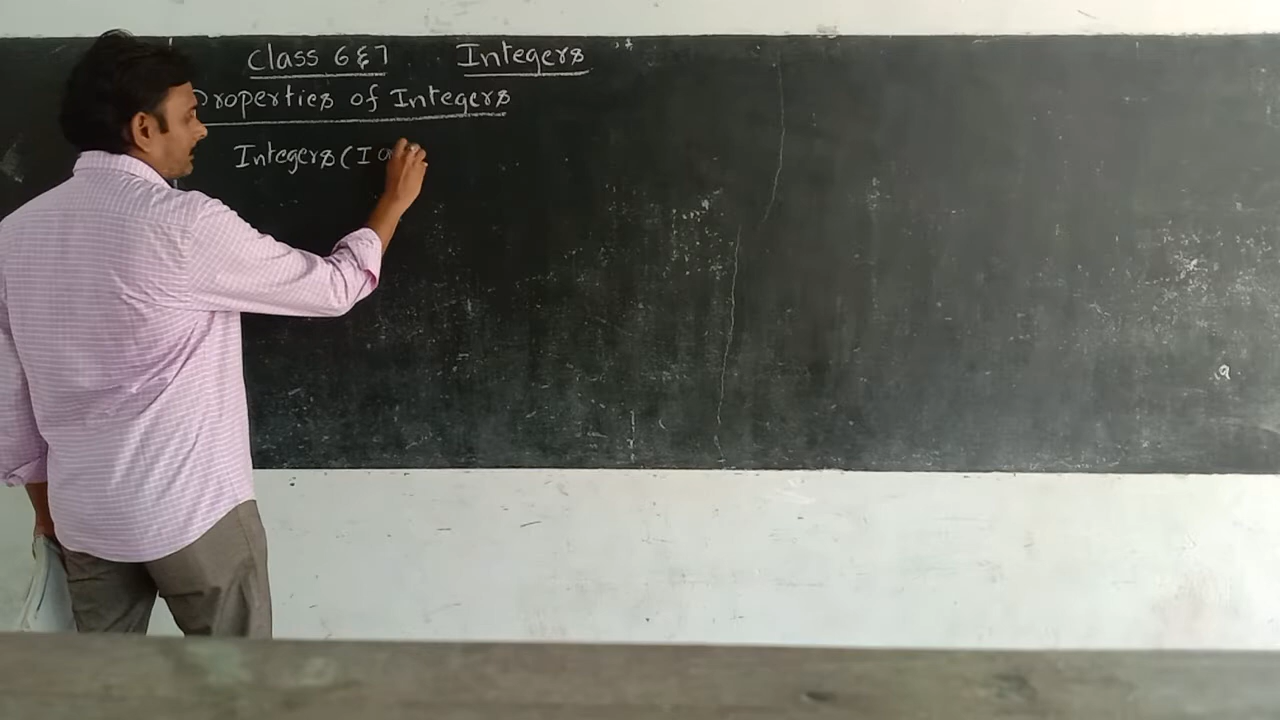 Class 6 & 7 Integers
Properties of Integers
Integers (I
a